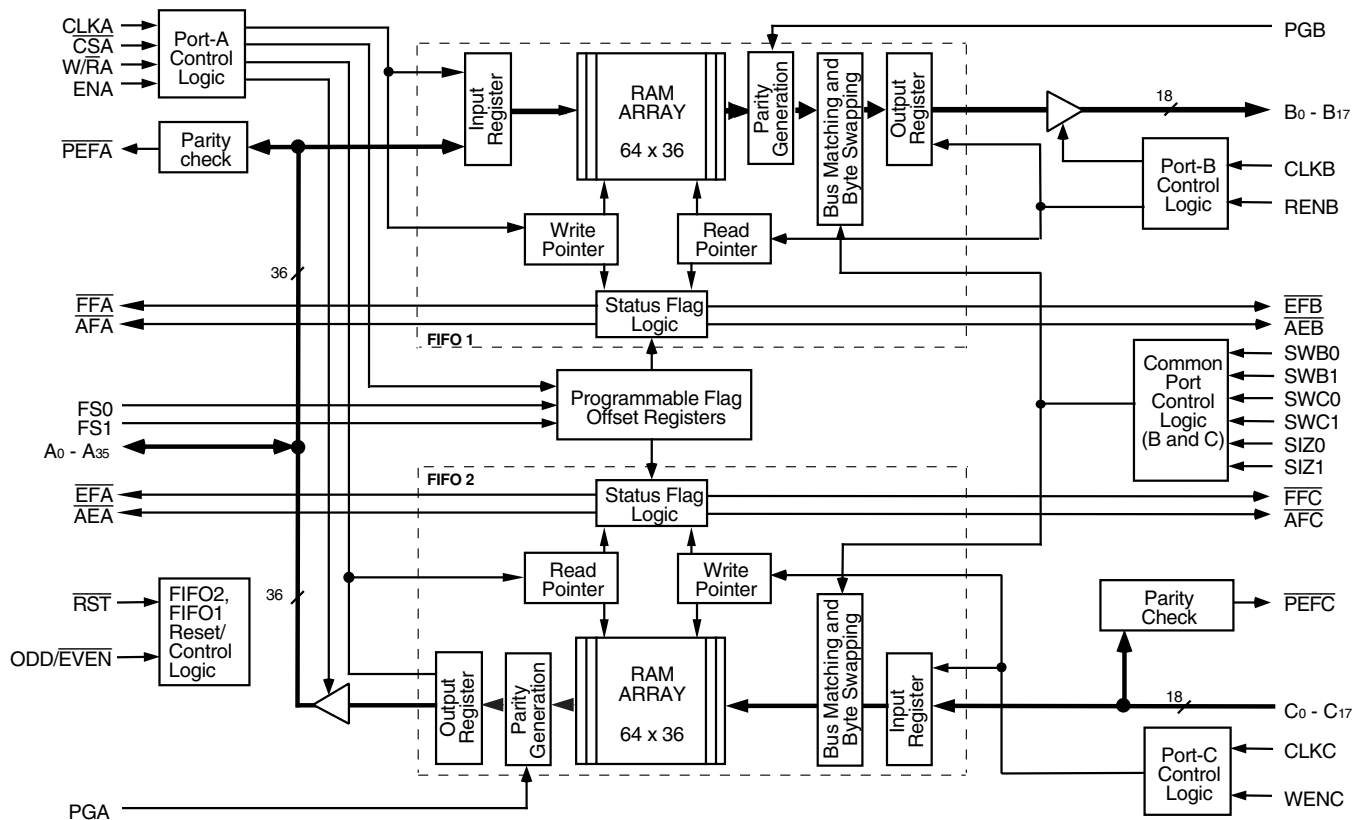 CLKA
CSA
W/RA
ENA
Port-A
Control
Logic
PEFA
Parity
check
36
FFA
AFA
FS0
FS1
A0 - A35
EFA
AEA
36
RST
ODD/EVEN
FIFO2,
FIFO1
Reset/
Control
Logic
PGA
Input
Register
RAM
ARRAY
64 x 36
Parity
Generation
Bus Matching and
Byte Swapping
Output
Register
Write
Pointer
Read
Pointer
Status Flag
Logic
FIFO 1
Programmable Flag
Offset Registers
FIFO 2
Status Flag
Logic
Read
Pointer
Write
Pointer
Output
Register
Parity
Generation
RAM
ARRAY
64 x 36
Bus Matching and
Byte Swapping
Input
Register
PGB
18
B0 - B17
Port-B
Control
Logic
CLKB
RENB
EFB
AEB
Common
Port
Control
Logic
(B and C)
SWB0
SWB1
SWC0
SWC1
SIZ0
SIZ1
FFC
AFC
Parity
Check
PEFC
18
C0 - C17
Port-C
Control
Logic
CLKC
WENC